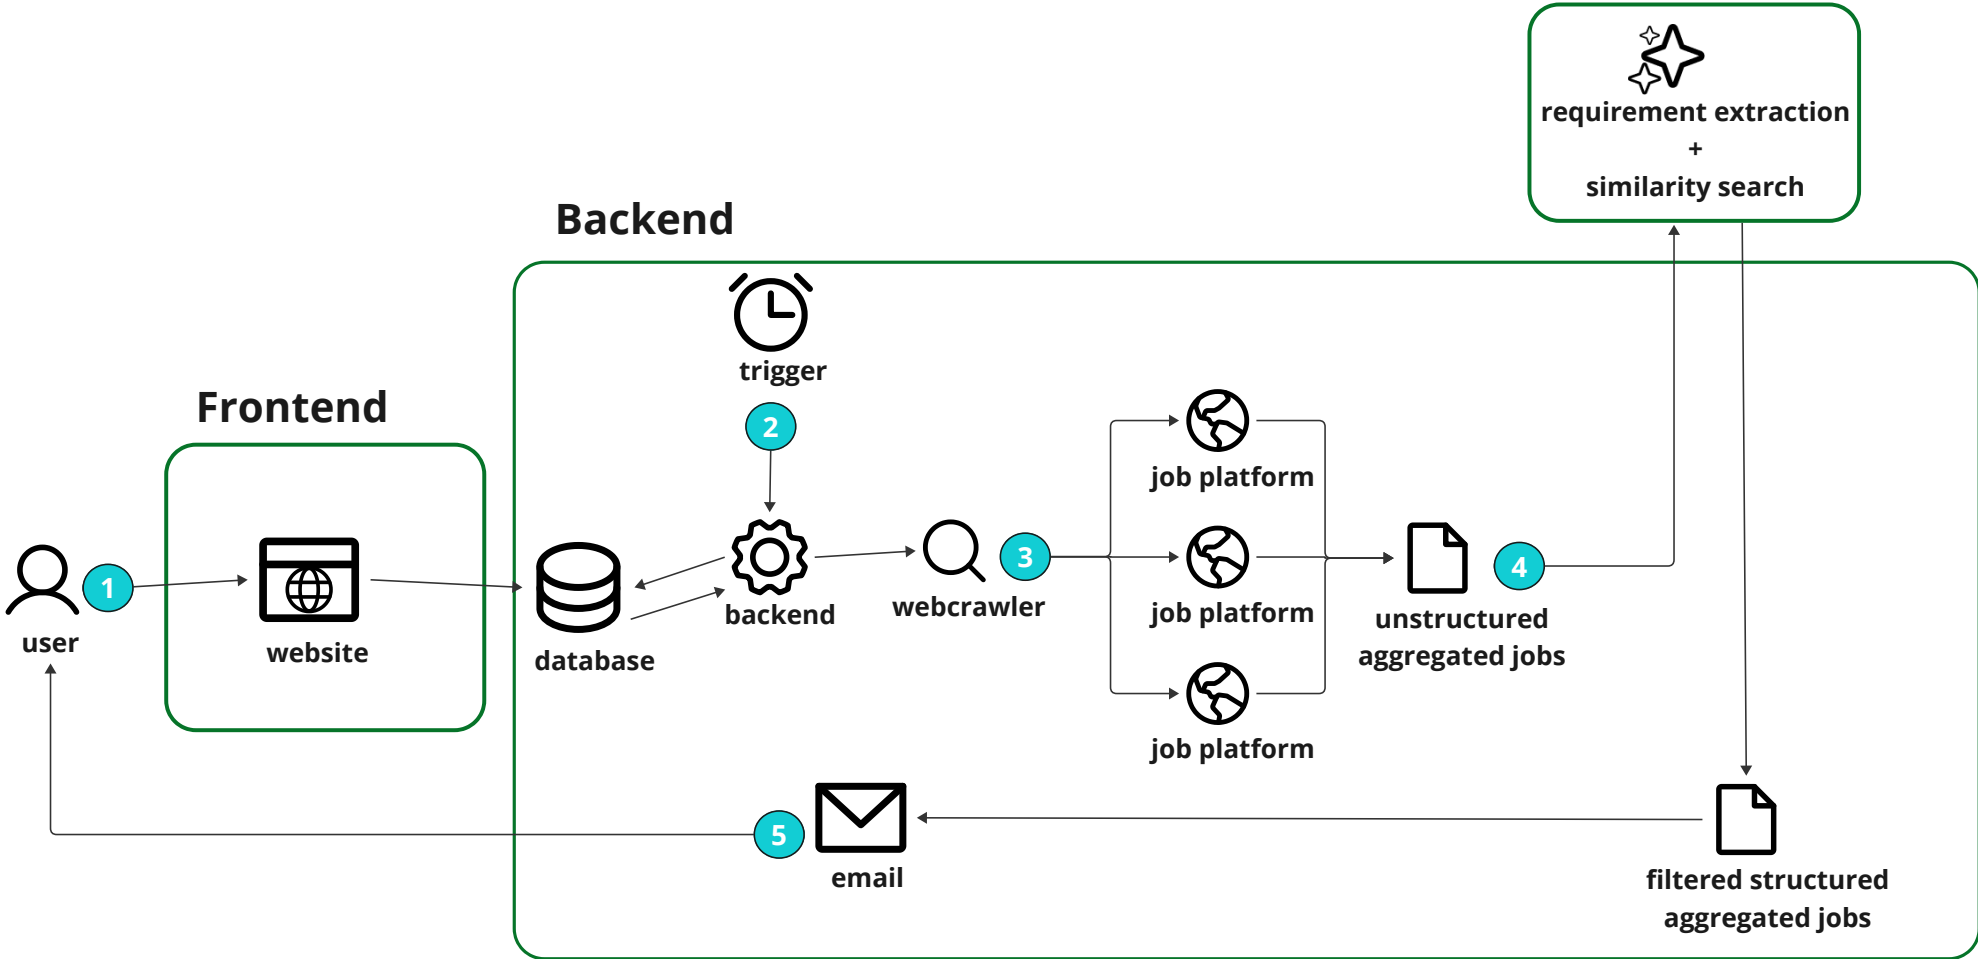 requirement extraction
+
similarity search
Backend
trigger
2
Frontend
job platform
1
user
website
database
backend
webcrawler
3
job platform
unstructured
aggregated jobs
4
job platform
5
email
filtered structured
aggregated jobs